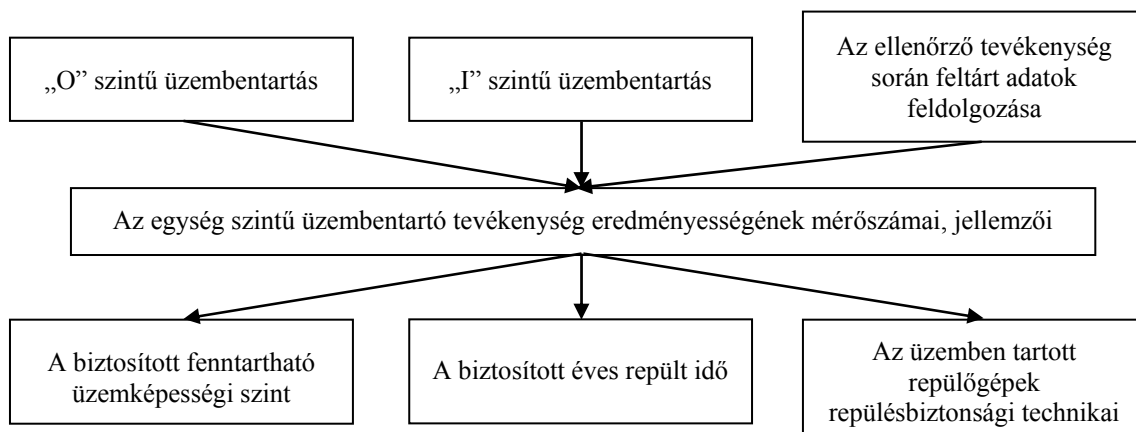 „O” szintű üzembentartás
„I” szintű üzembentartás
Az ellenőrző tevékenység
során feltárt adatok
feldolgozása
Az egység szintű üzembentartó tevékenység eredményességének mérőszámai, jellemzői
A biztosított fenntartható
üzemképességi szint
A biztosított éves repült idő
Az üzemben tartott
repülőgépek
repülésbiztonsági technikai